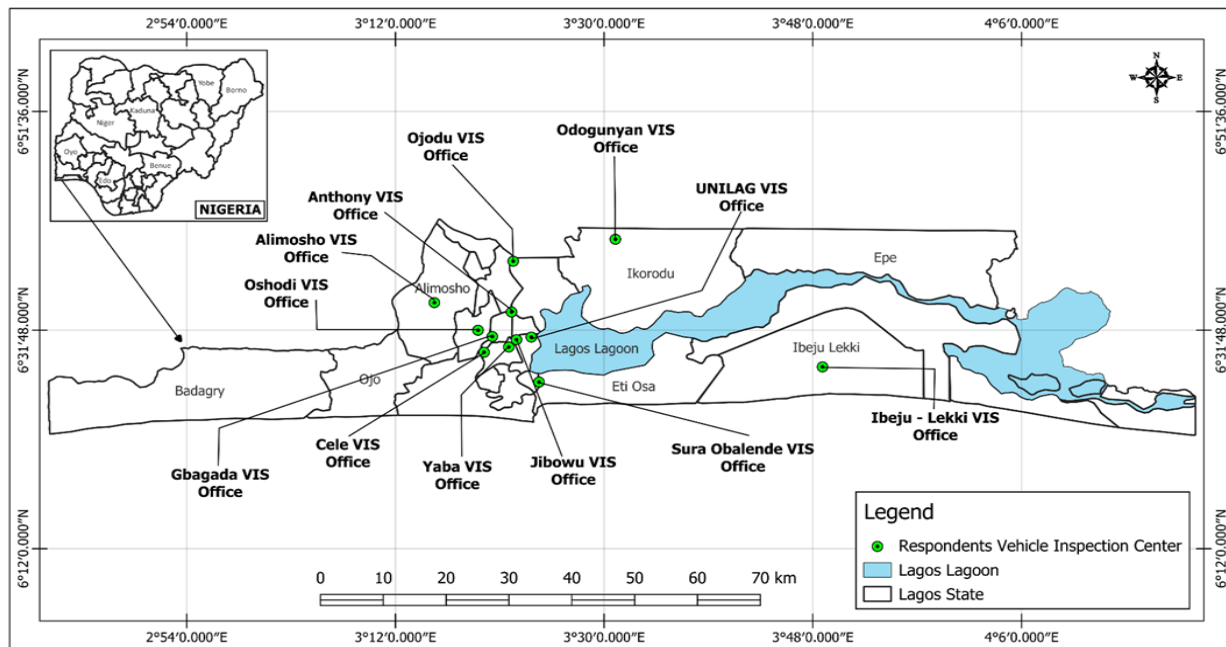 2°54'0.000"E
3°12'0.000"E
3°30'0.000"E
3°48'0.000"E
4°6'0.000"E
6°51'36.000"N
6°31'48.000"N
6°12'0.000"N
Yobe
Borno
Kaduna
Niger
Oyo
Benue
Edo
NIGERIA
N
W
E
S
Ojodu VIS
Office
Odogunyan VIS
Office
Anthony VIS
Office
UNILAG VIS
Office
Alimosho VIS
Office
Oshodi VIS
Office
Alimosho
Ikorodu
Epe
Lagos Lagoon
Ibeju Lekki
Badagry
Ojo
Eti Osa
Gbagada VIS
Office
Cele VIS
Office
Yaba VIS
Office
Jibowu VIS
Office
Sura Obalende VIS
Office
Ibeju - Lekki VIS
Office
0 10 20 30 40 50 60 70 km
Legend
Respondents Vehicle Inspection Center
Lagos Lagoon
Lagos State
6°51'36.000"N
6°31'48.000"N
6°12'0.000"N
2°54'0.000"E
3°12'0.000"E
3°30'0.000"E
3°48'0.000"E
4°6'0.000"E